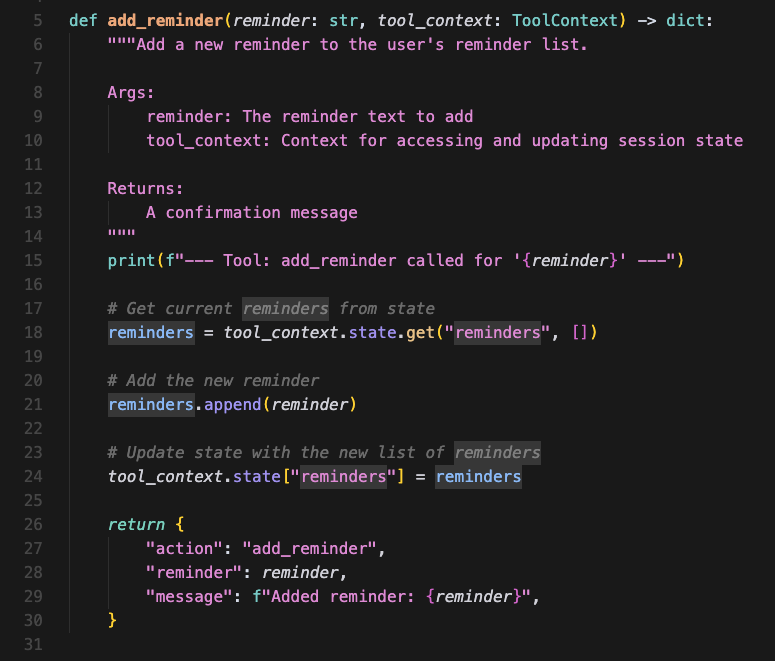 5 def add_reminder(reminder: str, tool_context: ToolContext) -> dict:
6     """Add a new reminder to the user's reminder list.
7
8     Args:
9         reminder: The reminder text to add
10         tool_context: Context for accessing and updating session state
11
12     Returns:
13         A confirmation message
14     """
15     print(f"--- Tool: add_reminder called for '{reminder}' ---")
16
17     # Get current reminders from state
18     reminders = tool_context.state.get("reminders", [])
19
20     # Add the new reminder
21     reminders.append(reminder)
22
23     # Update state with the new list of reminders
24     tool_context.state["reminders"] = reminders
25
26     return {
27         "action": "add_reminder",
28         "reminder": reminder,
29         "message": f"Added reminder: {reminder}",
30     }
31